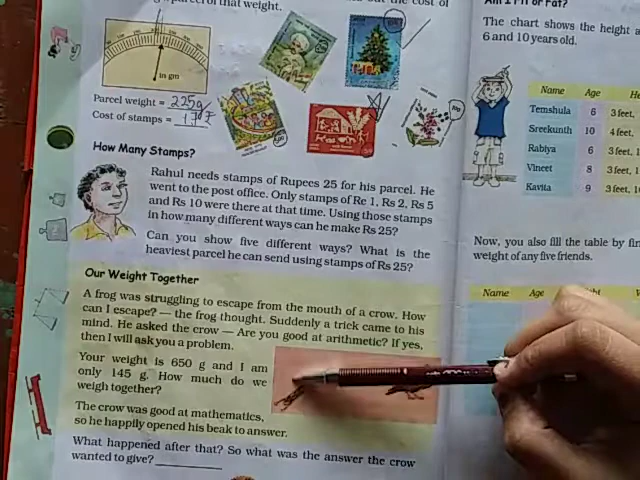 parcel of that weight.
the cost of
in gm
Parcel weight = 225g
Cost of stamps =
How Many Stamps?
Rahul needs stamps of Rupees 25 for his parcel. He
went to the post office. Only stamps of Re 1, Rs 2, Rs 5
and Rs 10 were there at that time. Using those stamps
in how many different ways can he make Rs 25?
Can you show five different ways? What is the
heaviest parcel he can send using stamps of Rs 25?
Our Weight Together
A frog was struggling to escape from the mouth of a crow. How
can I escape? — the frog thought. Suddenly a trick came to his
mind. He asked the crow — Are you good at arithmetic? If yes,
then I will ask you a problem.
Your weight is 650 g and I am
only 145 g. How much do we
weigh together?
The crow was good at mathematics,
so he happily opened his beak to answer.
What happened after that? So what was the answer the crow
wanted to give?
Am I Fit or Fat?
The chart shows the height a
6 and 10 years old.
Name Age He
Temshula 6 3 feet,
Sreekunth 10 4 feet,
Rabiya 6 3 feet, 1
Vineet 8 3 feet, 1
Kavita 9 3 feet, 1
Now, you also fill the table by fin
weight of any five friends.
Name Age